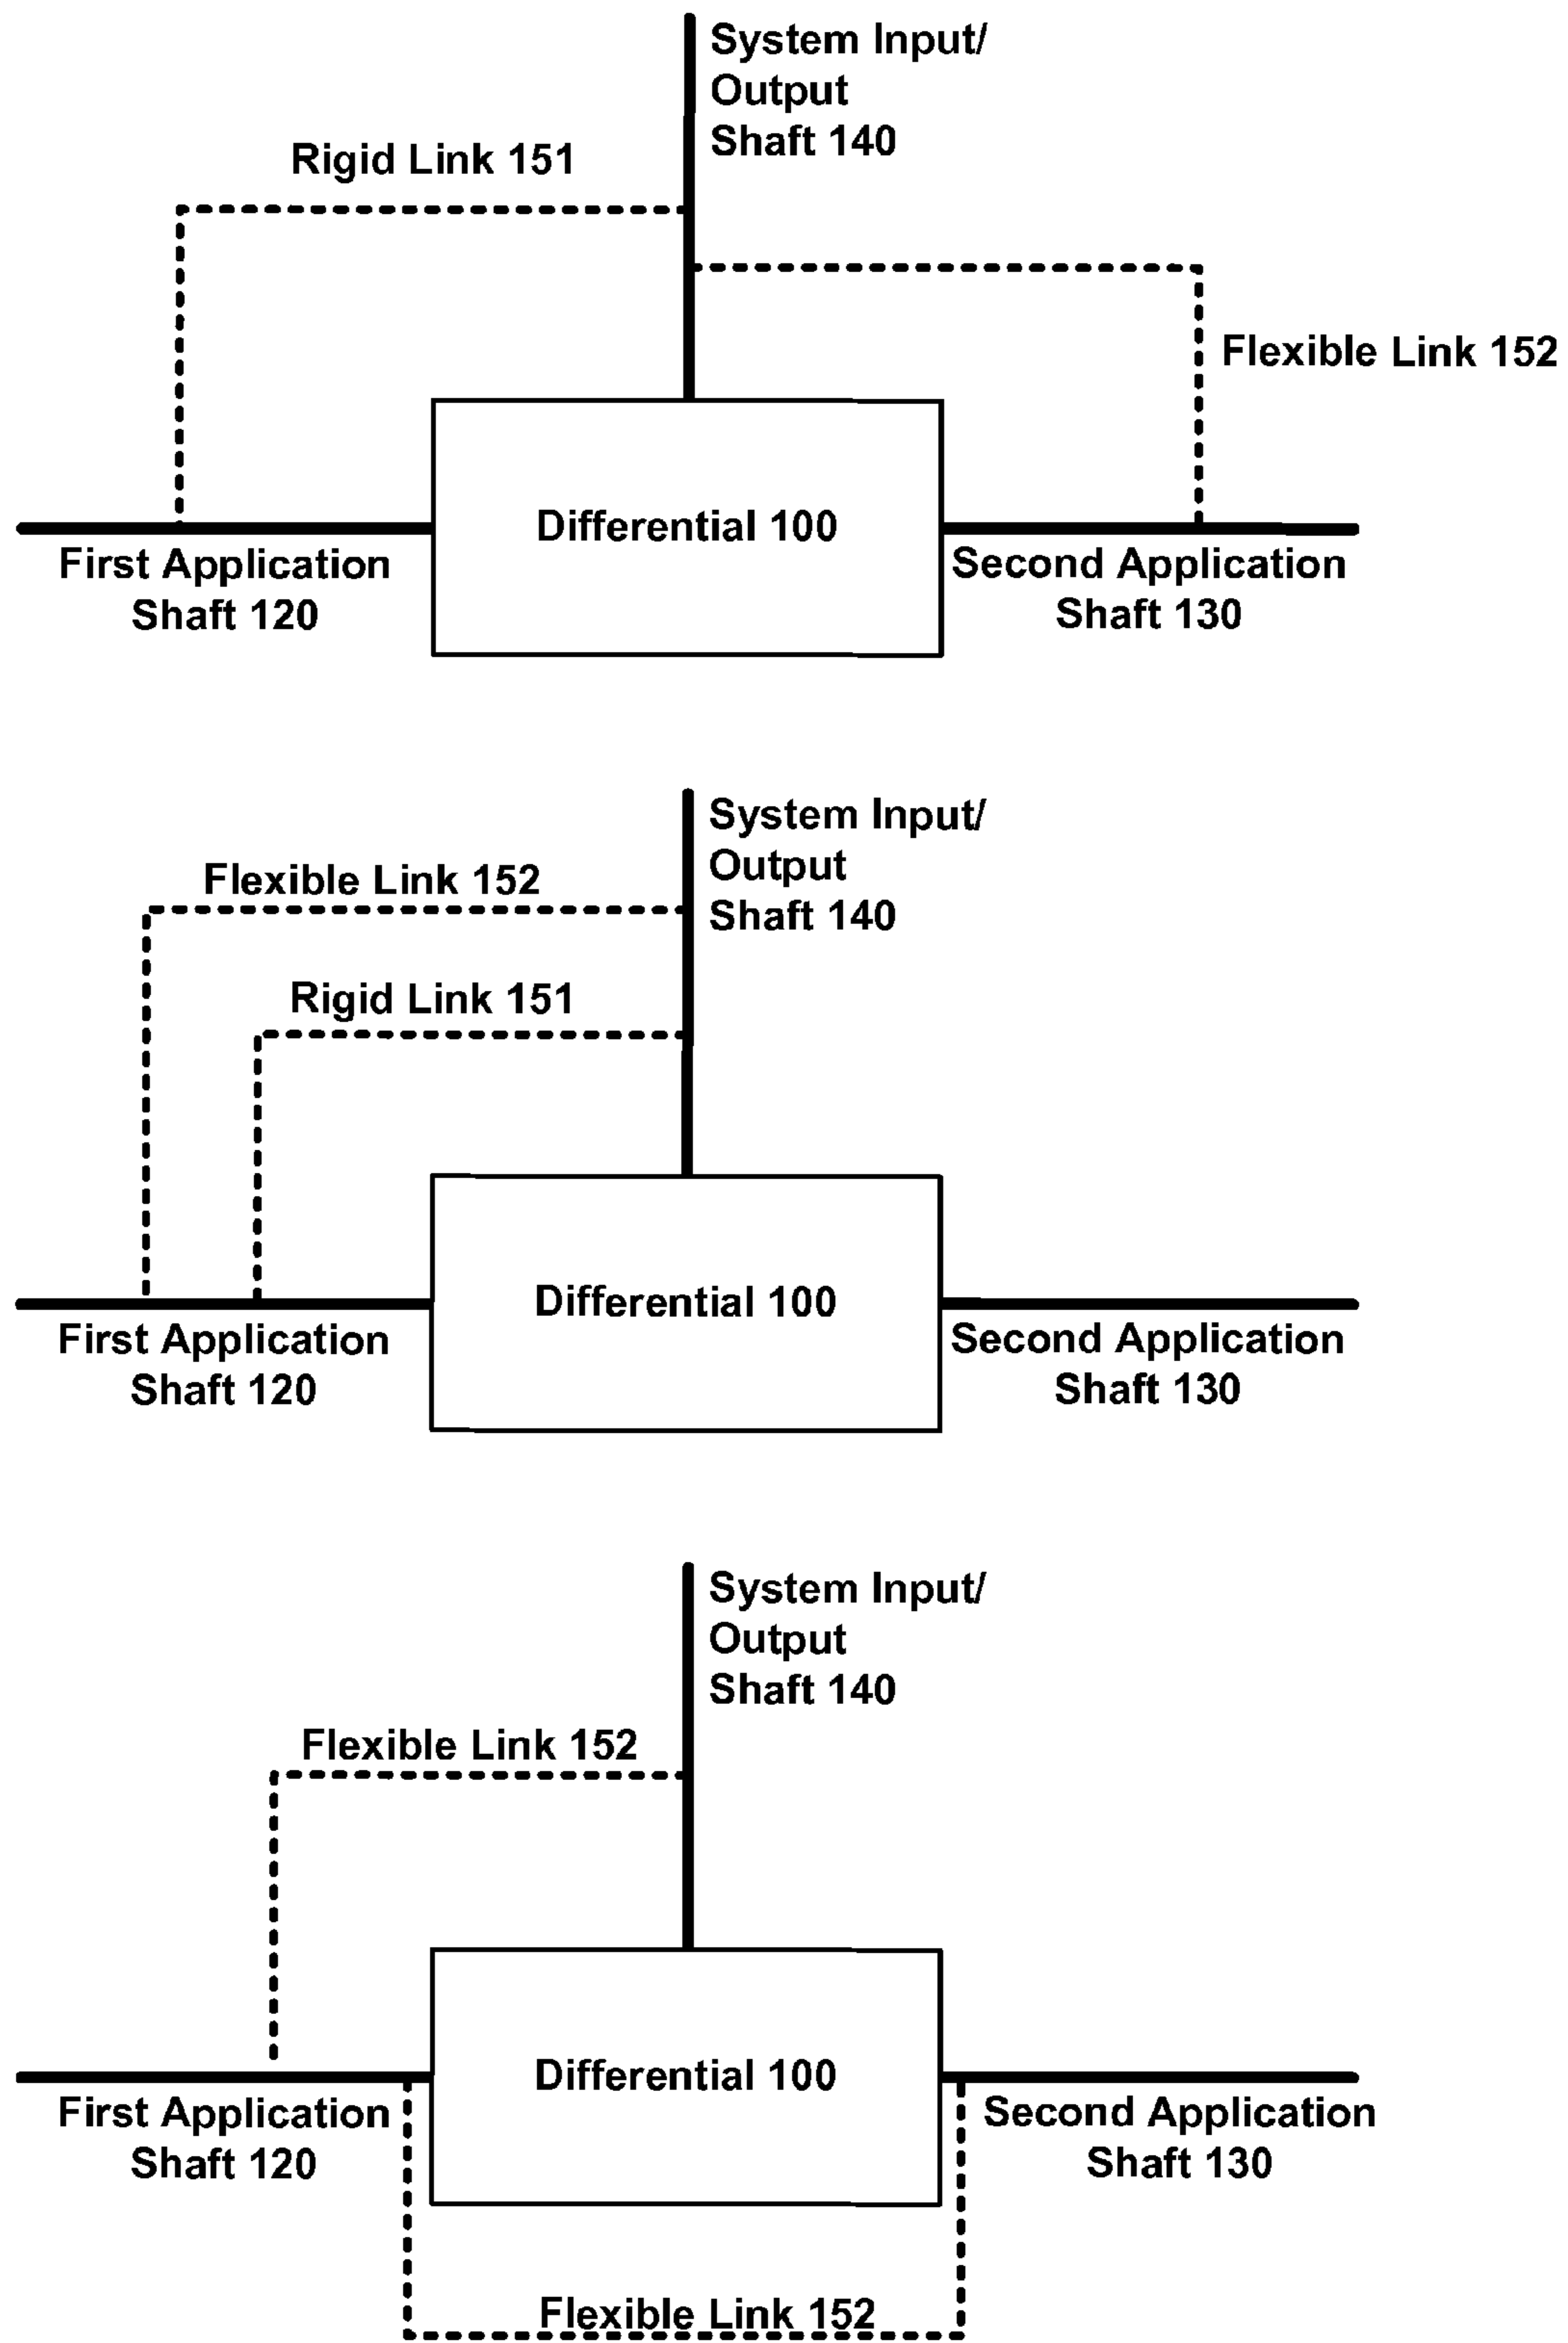 System Input/
Output
Shaft 140
Rigid Link 151
Flexible Link 152
Differential 100
First Application
Shaft 120
Second Application
Shaft 130
System Input/
Output
Shaft 140
Flexible Link 152
Rigid Link 151
Differential 100
First Application
Shaft 120
Second Application
Shaft 130
System Input/
Output
Shaft 140
Flexible Link 152
Differential 100
First Application
Shaft 120
Second Application
Shaft 130
Flexible Link 152